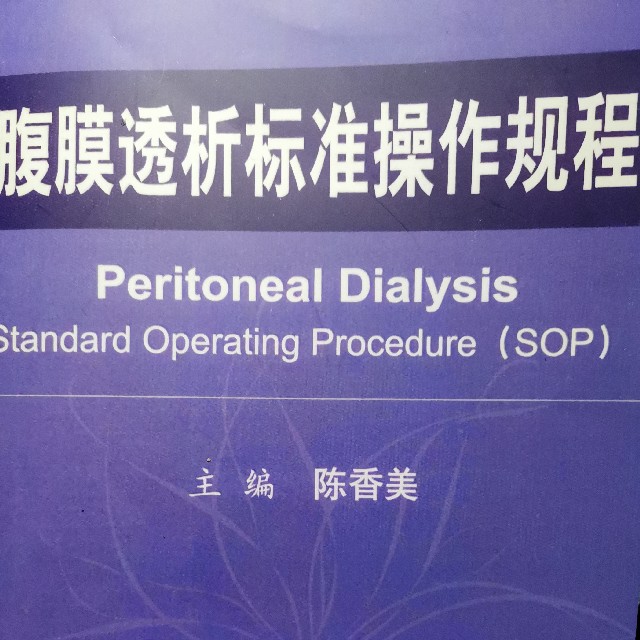 腹膜透析标准操作规程
Peritoneal Dialysis
Standard Operating Procedure（SOP）
主 编 陈香美